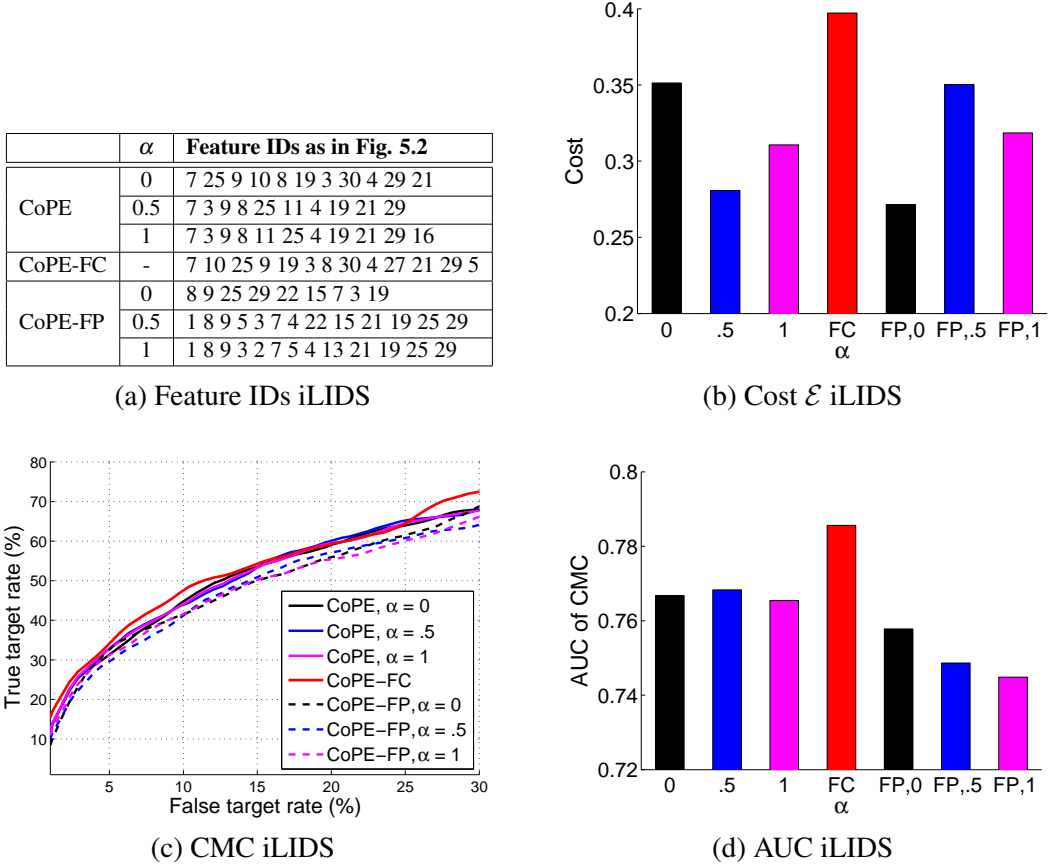 α Feature IDs as in Fig. 5.2
CoPE 0 7 25 9 10 8 19 3 30 4 29 21
0.5 7 3 9 8 25 11 4 19 21 29
1 7 3 9 8 11 25 4 19 21 29 16
CoPE-FC - 7 10 25 9 19 3 8 30 4 27 21 29 5
CoPE-FP 0 8 9 25 29 22 15 7 3 19
0.5 1 8 9 5 3 7 4 22 15 21 19 25 29
1 1 8 9 3 2 7 5 4 13 21 19 25 29
(a) Feature IDs iLIDS
0.4
0.35
0.3
0.25
0.2
Cost
0 .5 1 FC FP,0 FP,.5 FP,1
α
(b) Cost ℰ iLIDS
80
70
60
50
40
30
20
10
True target rate (%)
5 10 15 20 25 30
False target rate (%)
CoPE, α = 0
CoPE, α = .5
CoPE, α = 1
CoPE−FC
CoPE−FP, α = 0
CoPE−FP, α = .5
CoPE−FP, α = 1
(c) CMC iLIDS
0.8
0.78
0.76
0.74
0.72
AUC of CMC
0 .5 1 FC FP,0 FP,.5 FP,1
α
(d) AUC iLIDS